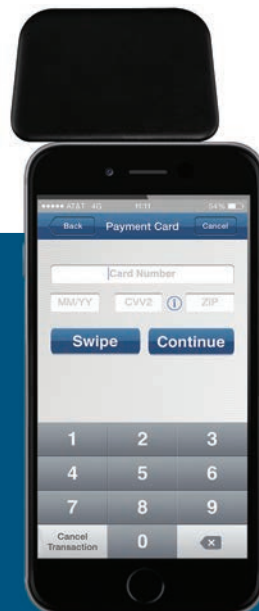 AT&T 4G 11:11 54%
Back Payment Card Cancel
Card Number
MM/YY CVV2 ZIP
Swipe Continue
1 2 3
4 5 6
7 8 9
Cancel
Transaction 0